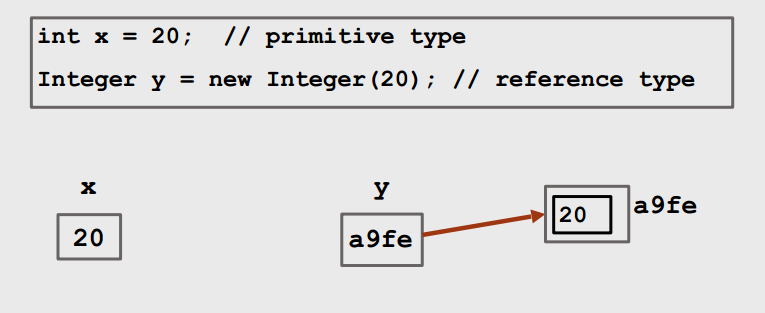 int x = 20;  // primitive type
Integer y = new Integer(20); // reference type
x
y
20
a9fe
20
a9fe